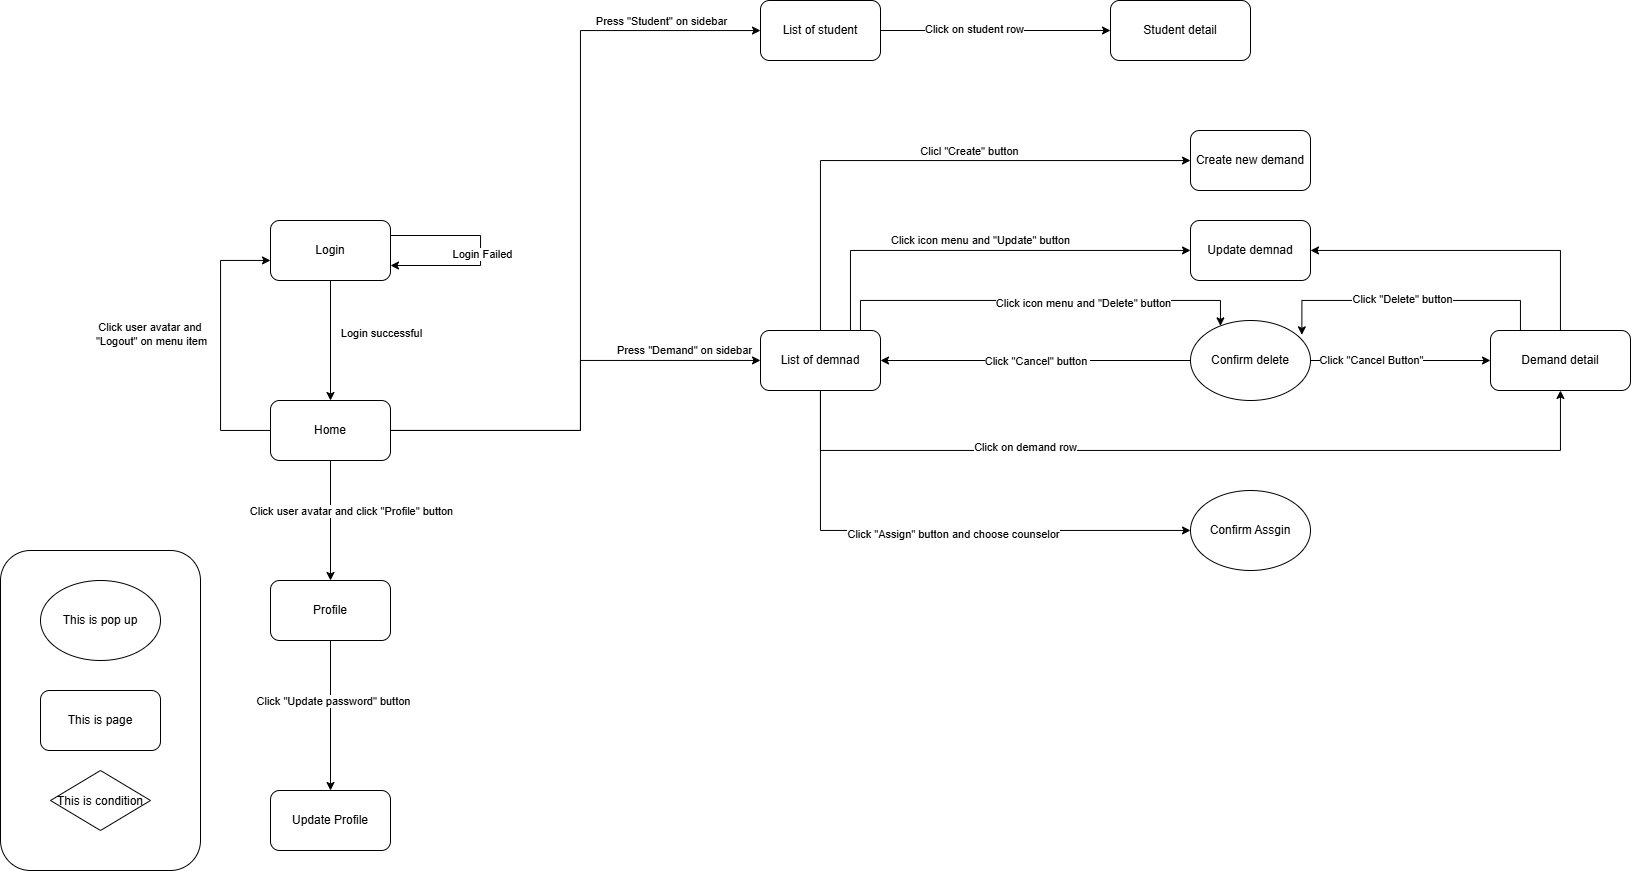 Press "Student" on sidebar
List of student
Click on student row
Student detail
Clicl "Create" button
Create new demand
Login
Login Failed
Click icon menu and "Update" button
Update demnad
Click user avatar and
"Logout" on menu item
Login successful
Click icon menu and "Delete" button
Click "Delete" button
Press "Demand" on sidebar
List of demnad
Click "Cancel" button
Confirm delete
Click "Cancel Button"
Demand detail
Home
Click on demand row
Click user avatar and click "Profile" button
Click "Assign" button and choose counselor
Confirm Assgin
This is pop up
Profile
Click "Update password" button
This is page
This is condition
Update Profile